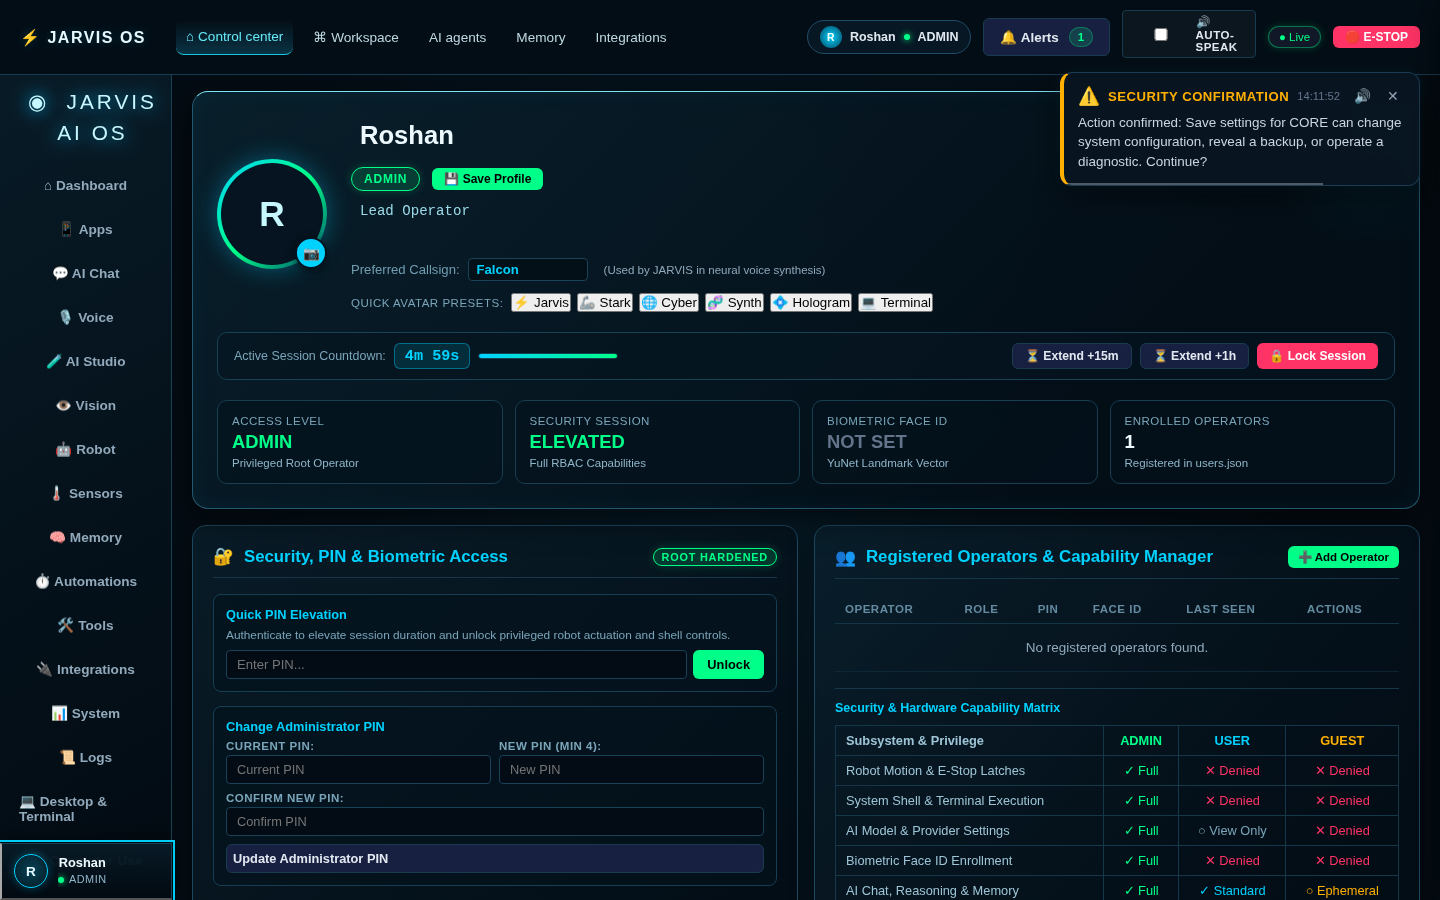 ⚡ JARVIS OS
⌂ Control center
⌘ Workspace
AI agents
Memory
Integrations
R Roshan ADMIN
🔔 Alerts 1
🔊 AUTO-SPEAK
● Live
🛑 E-STOP
◉ JARVIS
AI OS
⌂ Dashboard
📱 Apps
💬 AI Chat
🎙️ Voice
🧪 AI Studio
👁️ Vision
🤖 Robot
🌡️ Sensors
🧠 Memory
⏱️ Automations
🛠️ Tools
🔌 Integrations
📊 System
📜 Logs
💻 Desktop &
Terminal
R
Roshan
ADMIN
⚠️ SECURITY CONFIRMATION 14:11:52 🔊 ✕
Action confirmed: Save settings for CORE can change
system configuration, reveal a backup, or operate a
diagnostic. Continue?
R
Roshan
ADMIN 💾 Save Profile
Lead Operator
Preferred Callsign: Falcon (Used by JARVIS in neural voice synthesis)
QUICK AVATAR PRESETS: ⚡ Jarvis 🦾 Stark 🌐 Cyber 🧬 Synth 💠 Hologram 💻 Terminal
Active Session Countdown: 4m 59s ⏳ Extend +15m ⏳ Extend +1h 🔒 Lock Session
ACCESS LEVEL
ADMIN
Privileged Root Operator
SECURITY SESSION
ELEVATED
Full RBAC Capabilities
BIOMETRIC FACE ID
NOT SET
YuNet Landmark Vector
ENROLLED OPERATORS
1
Registered in users.json
🔐 Security, PIN & Biometric Access ROOT HARDENED
Quick PIN Elevation
Authenticate to elevate session duration and unlock privileged robot actuation and shell controls.
Enter PIN... Unlock
Change Administrator PIN
CURRENT PIN: NEW PIN (MIN 4):
Current PIN New PIN
CONFIRM NEW PIN:
Confirm PIN
Update Administrator PIN
👥 Registered Operators & Capability Manager ➕ Add Operator
OPERATOR ROLE PIN FACE ID LAST SEEN ACTIONS
No registered operators found.
Security & Hardware Capability Matrix
Subsystem & Privilege ADMIN USER GUEST
Robot Motion & E-Stop Latches ✓ Full ✕ Denied ✕ Denied
System Shell & Terminal Execution ✓ Full ✕ Denied ✕ Denied
AI Model & Provider Settings ✓ Full ○ View Only ✕ Denied
Biometric Face ID Enrollment ✓ Full ✕ Denied ✕ Denied
AI Chat, Reasoning & Memory ✓ Full ✓ Standard ○ Ephemeral